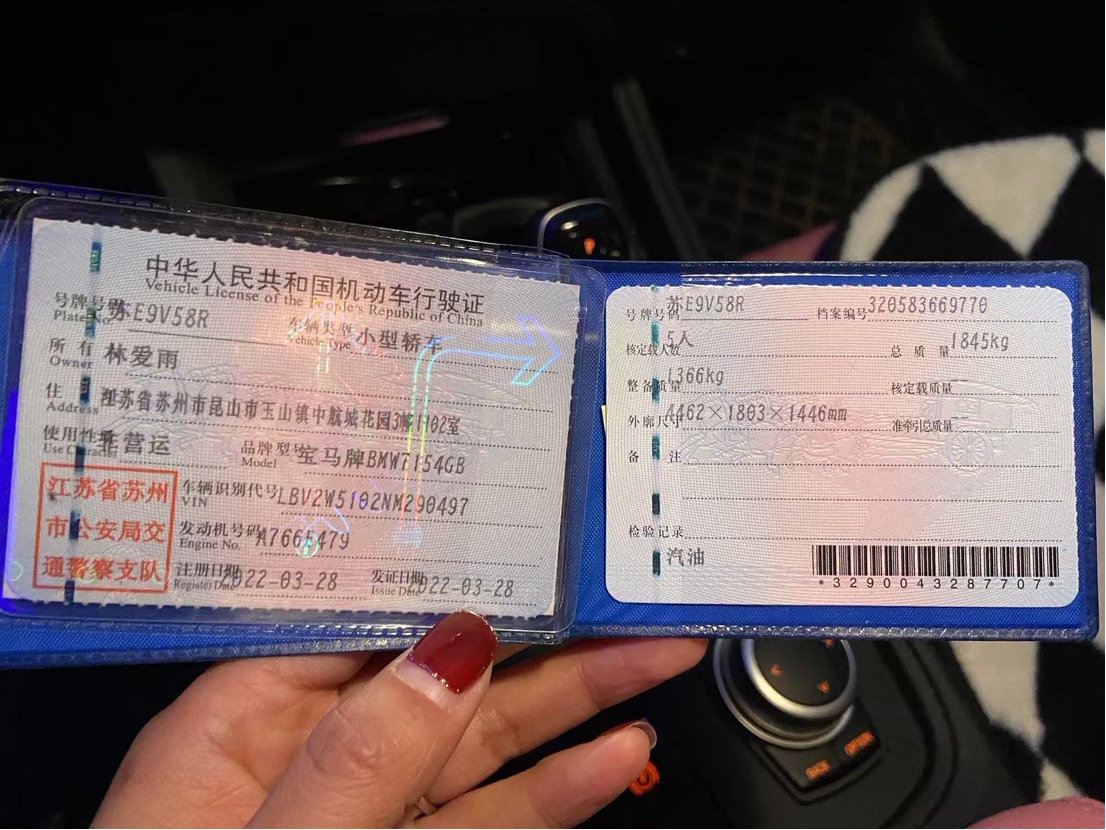 中华人民共和国机动车行驶证
Vehicle License of the People's Republic of China
号牌号码 苏E9V58R 车辆类型 小型轿车
Plate No. Vehicle Type
所有 林爱雨
Owner
住 江苏省苏州市昆山市玉山镇中航城花园3幢1102室
Address
使用性质 非营运 品牌型号 宝马牌BMW7154GB
Use Character Model
江苏省苏州
市公安局交
通警察支队
车辆识别代号 LBV2W5102NM290497
VIN
发动机号码 A7665479
Engine No.
注册日期 2022-03-28 发证日期 2022-03-28
Register Date Issue Date
号牌号码 苏E9V58R 档案编号 320583669770
核定载人数 5人 总质量 1845kg
整备质量 1366kg 核定载质量
外廓尺寸 4462×1803×1446mm 准牵引总质量
备注
检验记录
汽油
*3290043287707*
BACK
OPTION